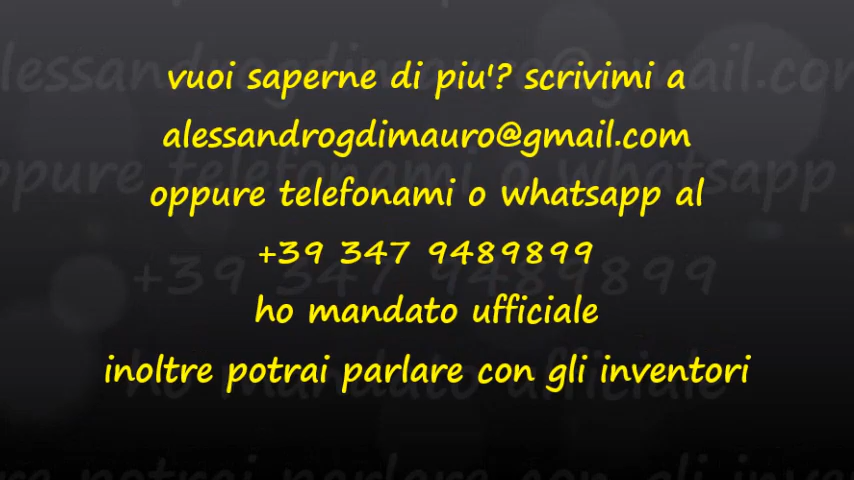 vuoi saperne di piu'? scrivimi a
alessandrogdimauro@gmail.com
oppure telefonami o whatsapp al
+39 347 9489899
ho mandato ufficiale
inoltre potrai parlare con gli inventori